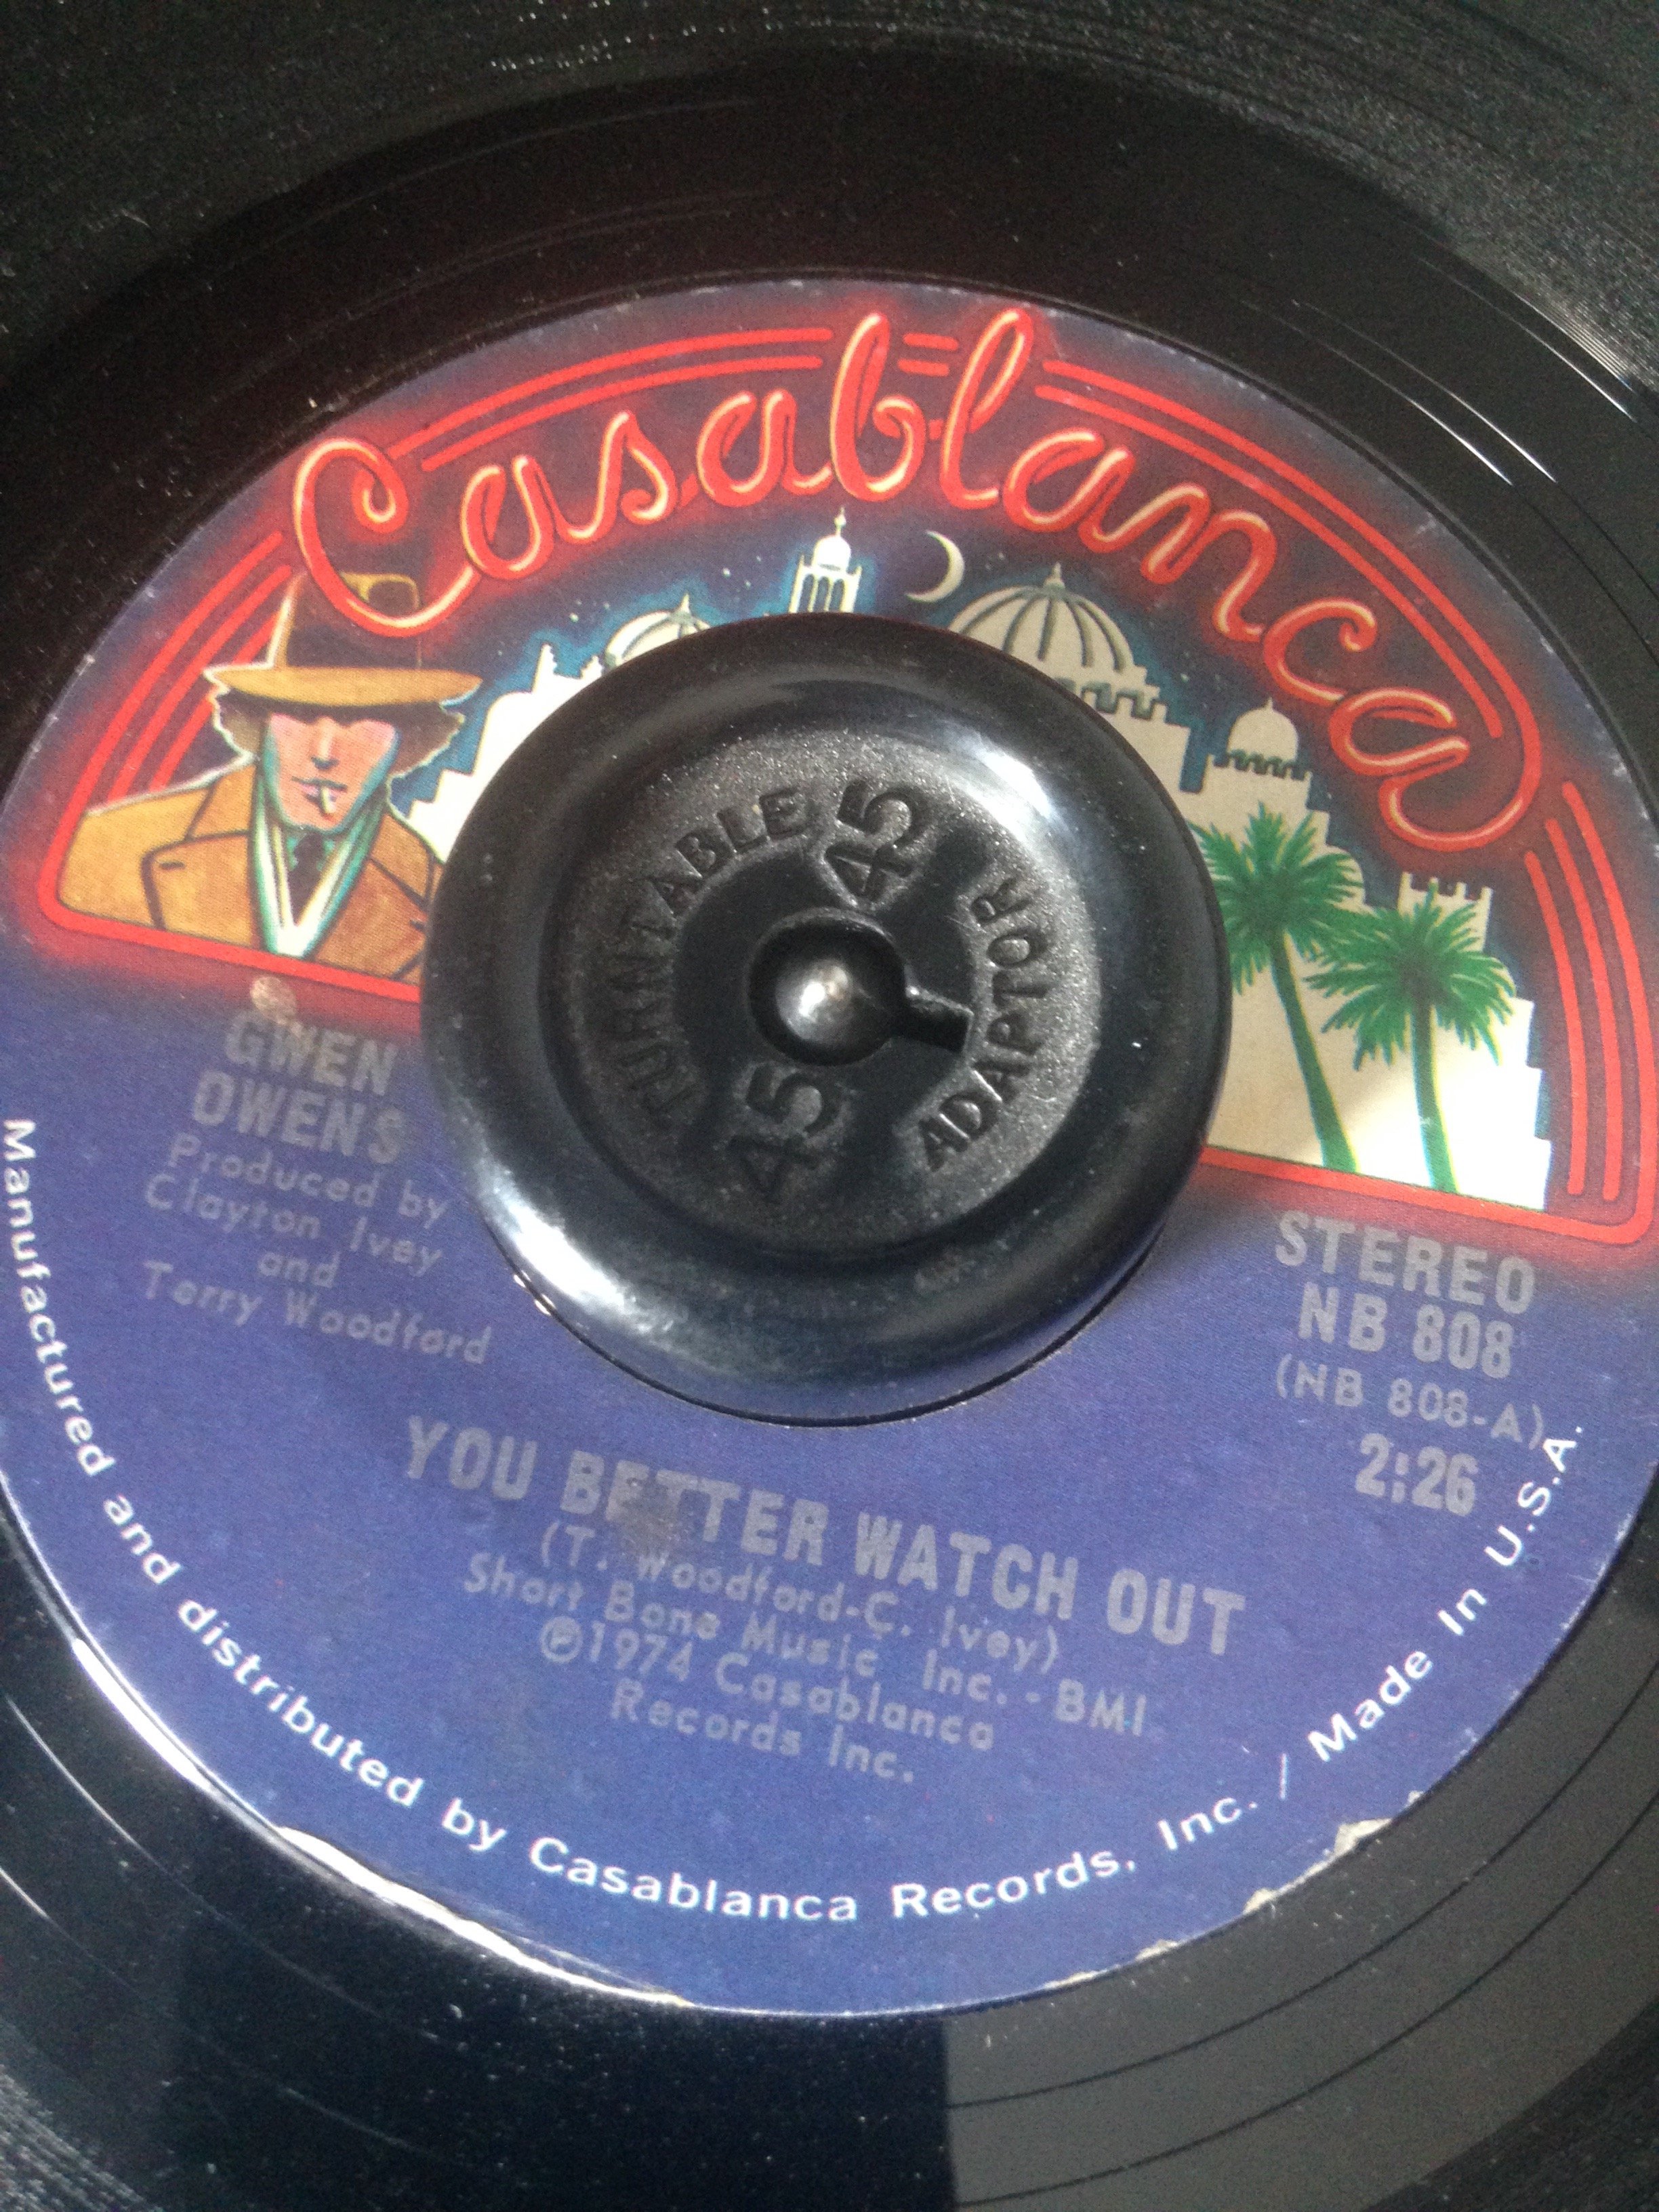 Casablanca
TURNTABLE 45
ADAPTOR 45
GWEN
OWENS
Produced by
Clayton Ivey
and
Terry Woodford
STEREO
NB 808
(NB 808-A)
2:26
YOU BETTER WATCH OUT
(T. Woodford-C. Ivey)
Short Bone Music, Inc. - BMI
℗1974 Casablanca
Records Inc.
Manufactured and distributed by Casablanca Records, Inc. / Made In U.S.A.